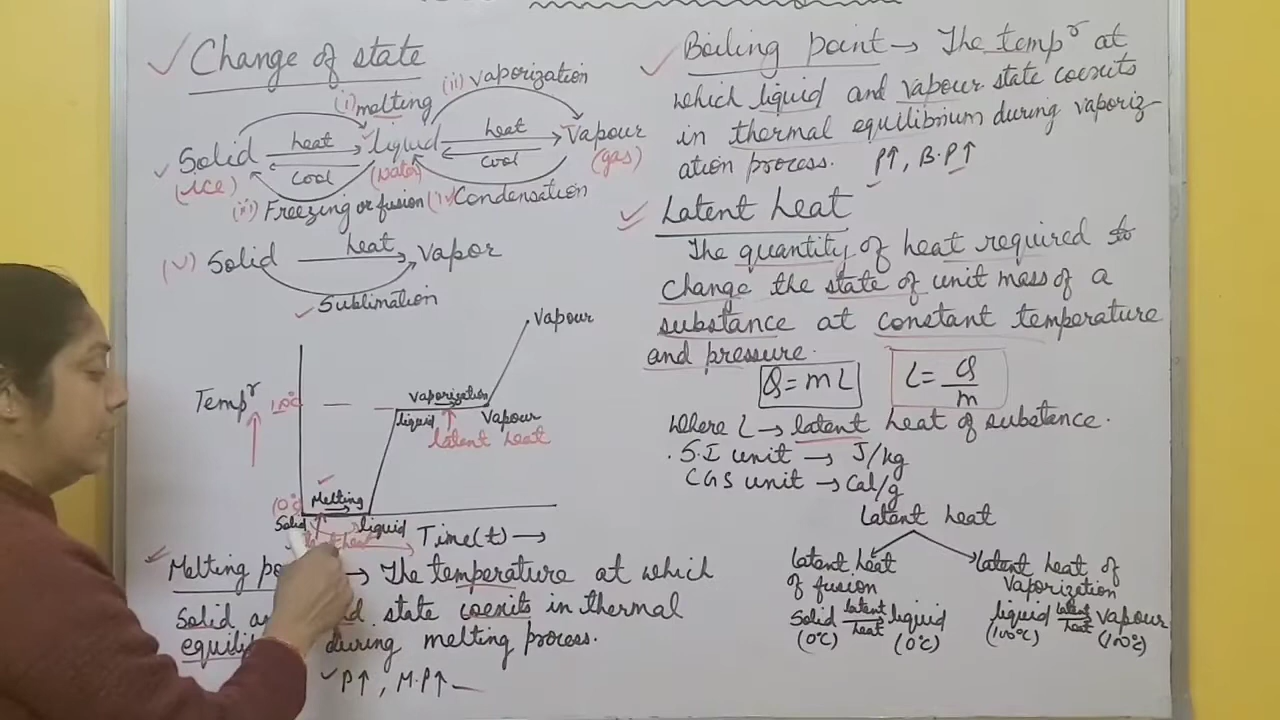 Change of state
(ii) vaporization
(i) melting
Solid heat liquid heat Vapour
cool cool
(ice) (water) (gas)
(iii) Freezing or fusion (iv) Condensation
(v) Solid heat Vapor
Sublimation
Vapour
Tempr 100°C vaporization
liquid Vapour
latent heat
(0°C Melting
Solid liquid Time(t) →
heat
Melting → The temperature at which
Solid state coexits in thermal
during melting process.
P↑, M.P↑
Boiling point → The tempr at
which liquid and vapour state coexits
in thermal equilibrium during vaporiz-
ation process. P↑, B.P↑
Latent heat
The quantity of heat required to
change the state of unit mass of a
substance at constant temperature
and pressure.
Q = mL L = Q/m
where L → latent heat of substance.
S.I unit → J/kg
CGS unit → Cal/g
Latent heat
latent heat of fusion
latent heat of Vaporization
Solid latent heat liquid
(0°C) (0°C)
liquid latent heat vapour
(100°C) (100°C)